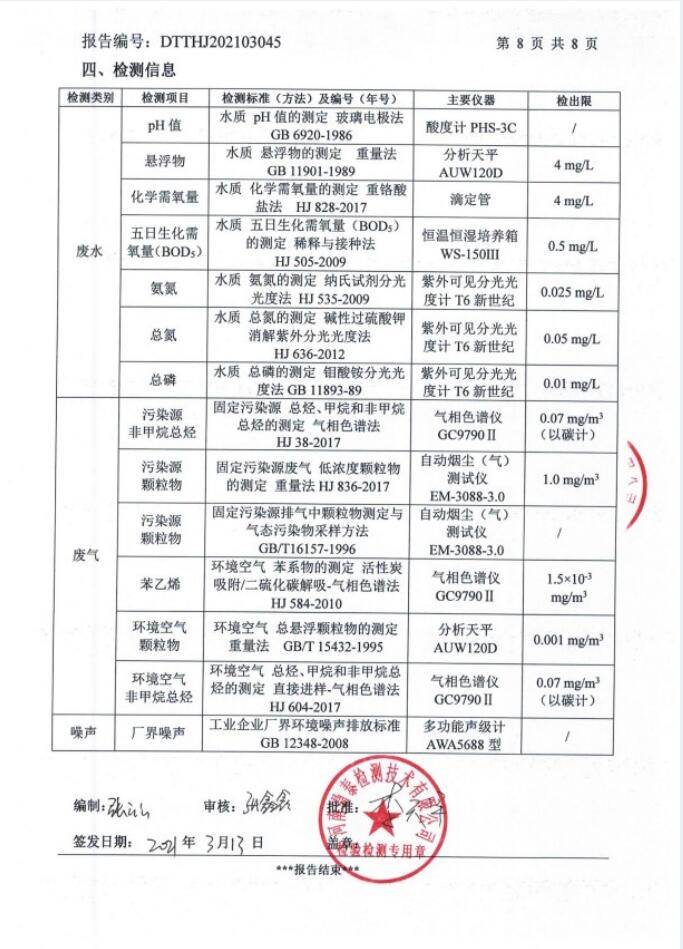 报告编号：DTTHJ202103045
第 8 页 共 8 页
四、检测信息
检测类别 检测项目 检测标准（方法）及编号（年号） 主要仪器 检出限
废水
pH 值
水质 pH 值的测定 玻璃电极法
GB 6920-1986
酸度计 PHS-3C
/
悬浮物
水质 悬浮物的测定 重量法
GB 11901-1989
分析天平
AUW120D
4 mg/L
化学需氧量
水质 化学需氧量的测定 重铬酸
盐法 HJ 828-2017
滴定管
4 mg/L
五日生化需
氧量（BOD₅）
水质 五日生化需氧量（BOD₅）
的测定 稀释与接种法
HJ 505-2009
恒温恒湿培养箱
WS-150III
0.5 mg/L
氨氮
水质 氨氮的测定 纳氏试剂分光
光度法 HJ 535-2009
紫外可见分光光
度计 T6 新世纪
0.025 mg/L
总氮
水质 总氮的测定 碱性过硫酸钾
消解紫外分光光度法
HJ 636-2012
紫外可见分光光
度计 T6 新世纪
0.05 mg/L
总磷
水质 总磷的测定 钼酸铵分光光
度法 GB 11893-89
紫外可见分光光
度计 T6 新世纪
0.01 mg/L
废气
污染源
非甲烷总烃
固定污染源 总烃、甲烷和非甲烷
总烃的测定 气相色谱法
HJ 38-2017
气相色谱仪
GC9790Ⅱ
0.07 mg/m³
（以碳计）
污染源
颗粒物
固定污染源废气 低浓度颗粒物
的测定 重量法 HJ 836-2017
自动烟尘（气）
测试仪
EM-3088-3.0
1.0 mg/m³
污染源
颗粒物
固定污染源排气中颗粒物测定与
气态污染物采样方法
GB/T16157-1996
自动烟尘（气）
测试仪
EM-3088-3.0
/
苯乙烯
环境空气 苯系物的测定 活性炭
吸附/二硫化碳解吸-气相色谱法
HJ 584-2010
气相色谱仪
GC9790Ⅱ
1.5×10⁻³
mg/m³
环境空气
颗粒物
环境空气 总悬浮颗粒物的测定
重量法 GB/T 15432-1995
分析天平
AUW120D
0.001 mg/m³
环境空气
非甲烷总烃
环境空气 总烃、甲烷和非甲烷总
烃的测定 直接进样-气相色谱法
HJ 604-2017
气相色谱仪
GC9790Ⅱ
0.07 mg/m³
（以碳计）
噪声
厂界噪声
工业企业厂界环境噪声排放标准
GB 12348-2008
多功能声级计
AWA5688 型
/
编制： 审核： 批准：
签发日期：2021 年 3 月 13 日 盖章：
检验检测专用章
***报告结束***